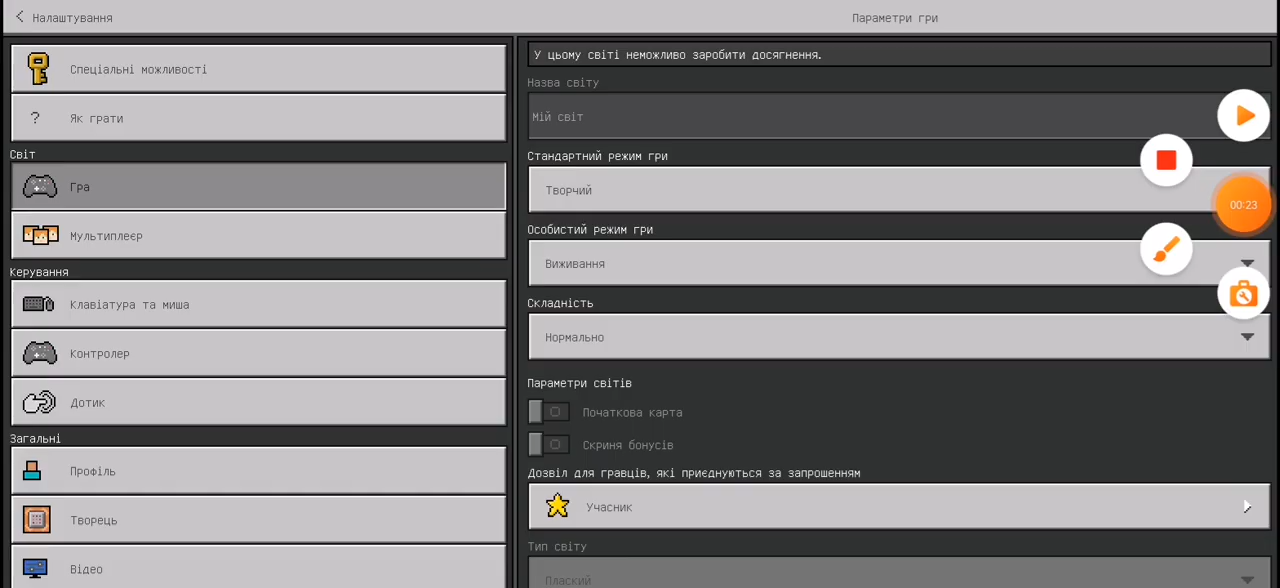 Налаштування
Параметри гри
Спеціальні можливості
? Як грати
Світ
Гра
Мультиплеєр
Керування
Клавіатура та миша
Контролер
Дотик
Загальні
Профіль
Творець
Відео
У цьому світі неможливо заробити досягнення.
Назва світу
Мій світ
Стандартний режим гри
Творчий
Особистий режим гри
Виживання
Складність
Нормально
Параметри світів
Початкова карта
Скриня бонусів
Дозвіл для гравців, які приєднуються за запрошенням
Учасник
Тип світу
Плаский
00:23